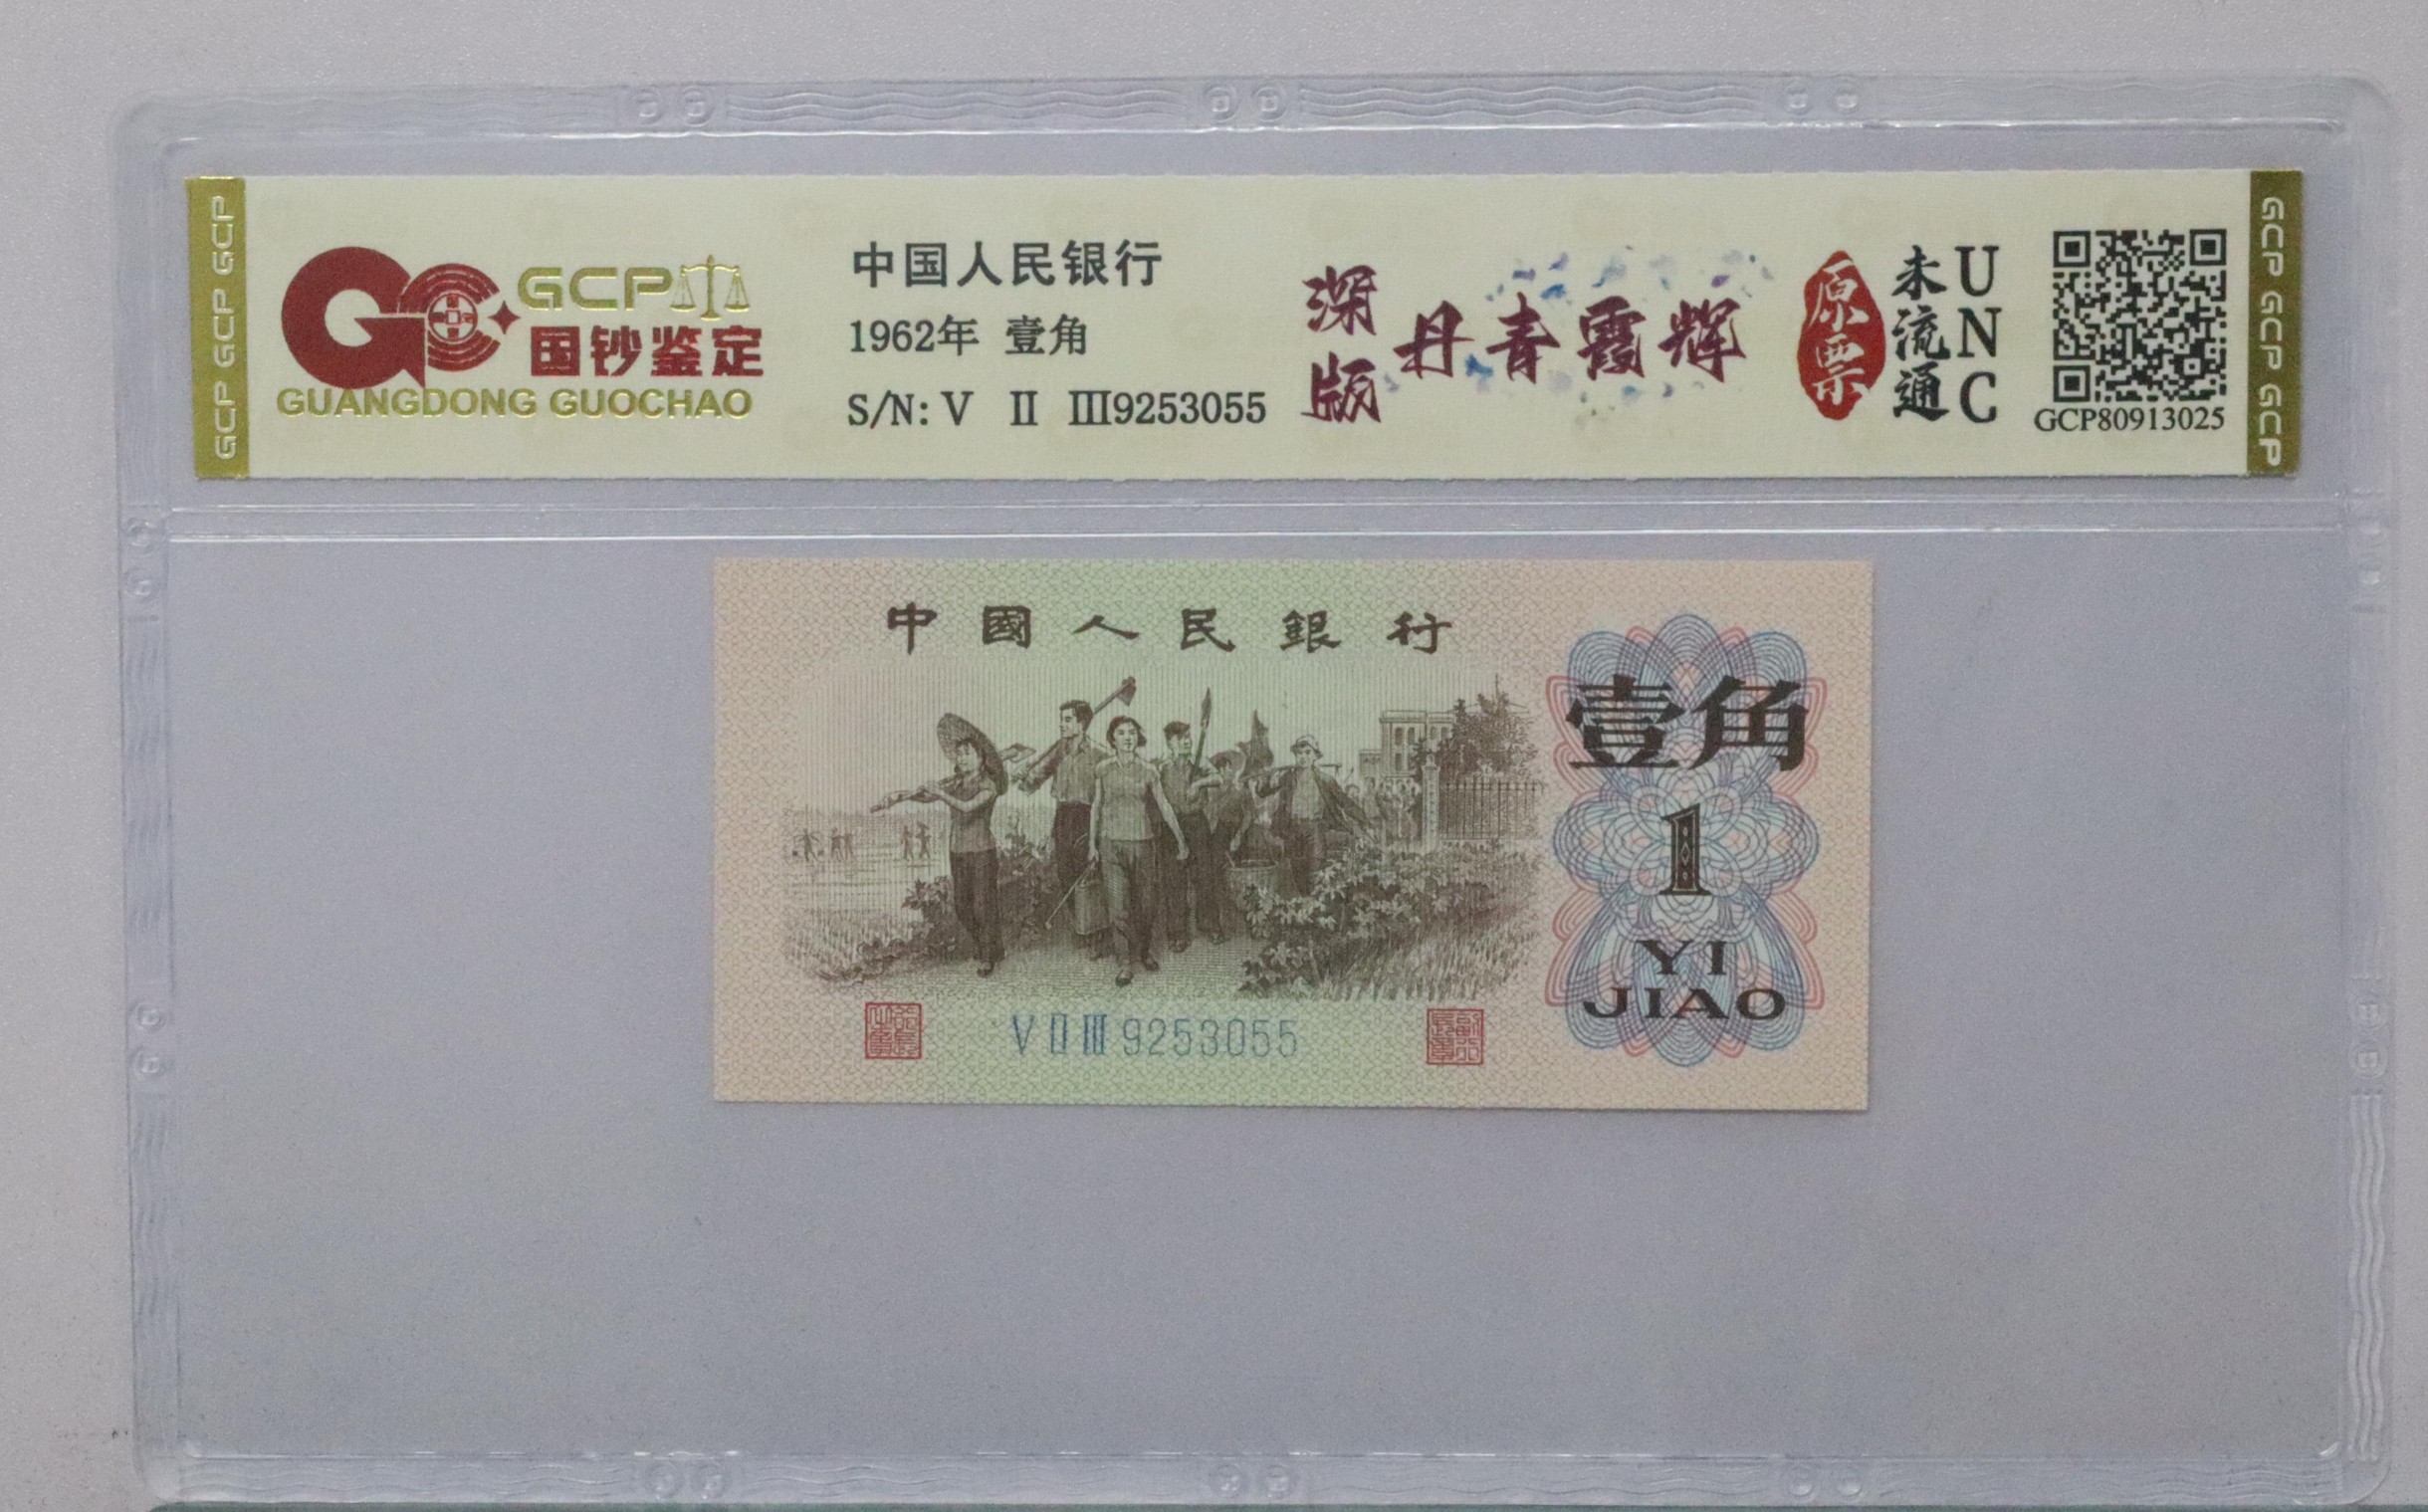 GCP GCP GCP
GCP
国钞鉴定
GUANGDONG GUOCHAO
中国人民银行
1962年 壹角
S/N: V Ⅱ Ⅲ9253055
深版
丹青霞辉
原票
未流通
UNC
GCP80913025
GCP GCP GCP
中國人民銀行
壹角
1
YI
JIAO
V Ⅱ Ⅲ 9253055